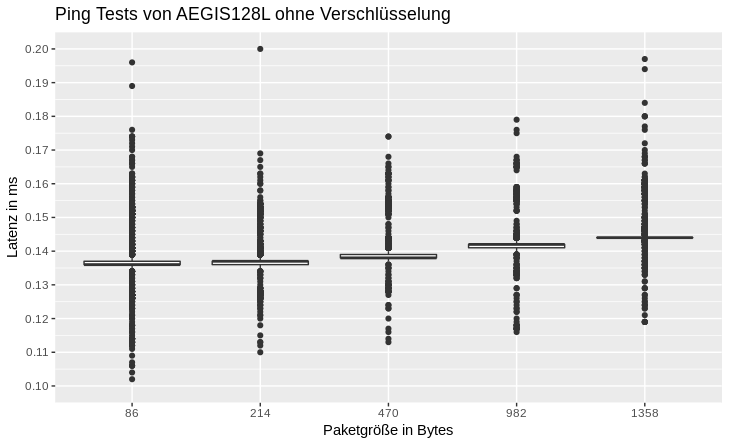 Ping Tests von AEGIS128L ohne Verschlüsselung
0.20
0.19
0.18
0.17
0.16
0.15
0.14
0.13
0.12
0.11
0.10
Latenz in ms
86 214 470 982 1358
Paketgröße in Bytes